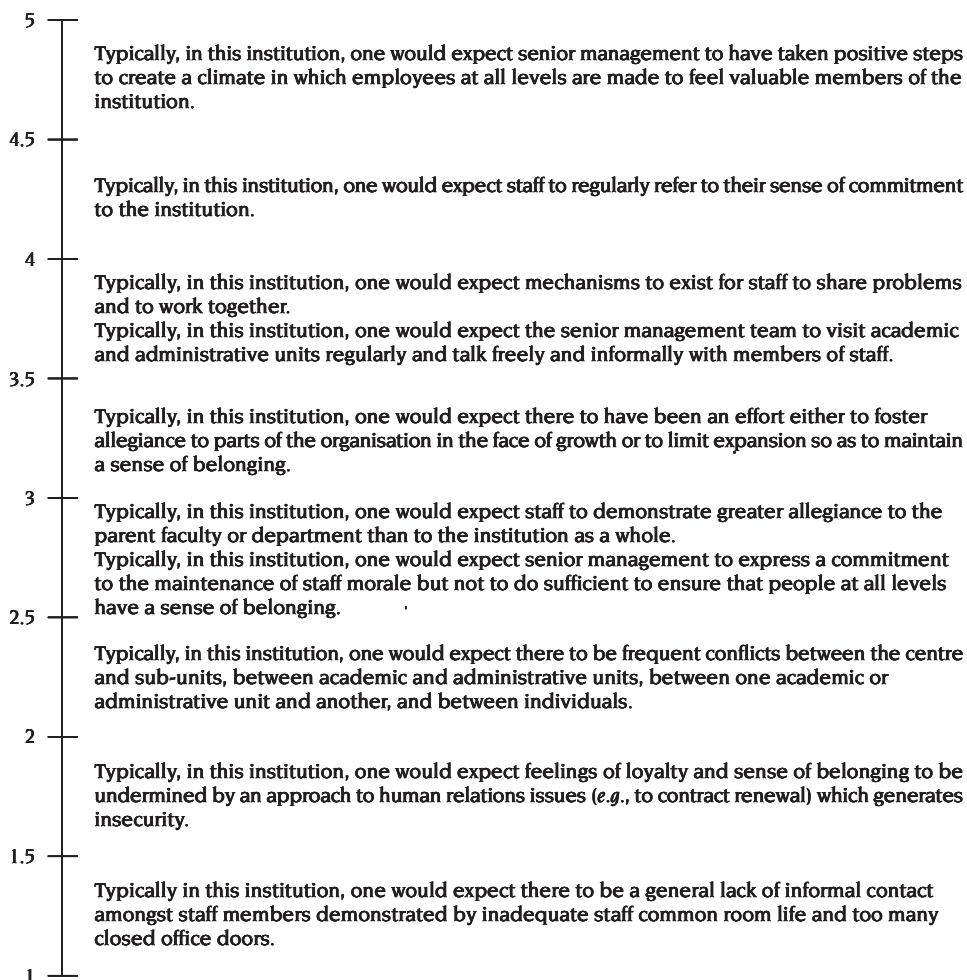 5
Typically, in this institution, one would expect senior management to have taken positive steps
to create a climate in which employees at all levels are made to feel valuable members of the
institution.
4.5
Typically, in this institution, one would expect staff to regularly refer to their sense of commitment
to the institution.
4
Typically, in this institution, one would expect mechanisms to exist for staff to share problems
and to work together.
Typically, in this institution, one would expect the senior management team to visit academic
and administrative units regularly and talk freely and informally with members of staff.
3.5
Typically, in this institution, one would expect there to have been an effort either to foster
allegiance to parts of the organisation in the face of growth or to limit expansion so as to maintain
a sense of belonging.
3
Typically, in this institution, one would expect staff to demonstrate greater allegiance to the
parent faculty or department than to the institution as a whole.
Typically, in this institution, one would expect senior management to express a commitment
to the maintenance of staff morale but not to do sufficient to ensure that people at all levels
have a sense of belonging.
2.5
Typically, in this institution, one would expect there to be frequent conflicts between the centre
and sub-units, between academic and administrative units, between one academic or
administrative unit and another, and between individuals.
2
Typically, in this institution, one would expect feelings of loyalty and sense of belonging to be
undermined by an approach to human relations issues (e.g., to contract renewal) which generates
insecurity.
1.5
Typically in this institution, one would expect there to be a general lack of informal contact
amongst staff members demonstrated by inadequate staff common room life and too many
closed office doors.
1